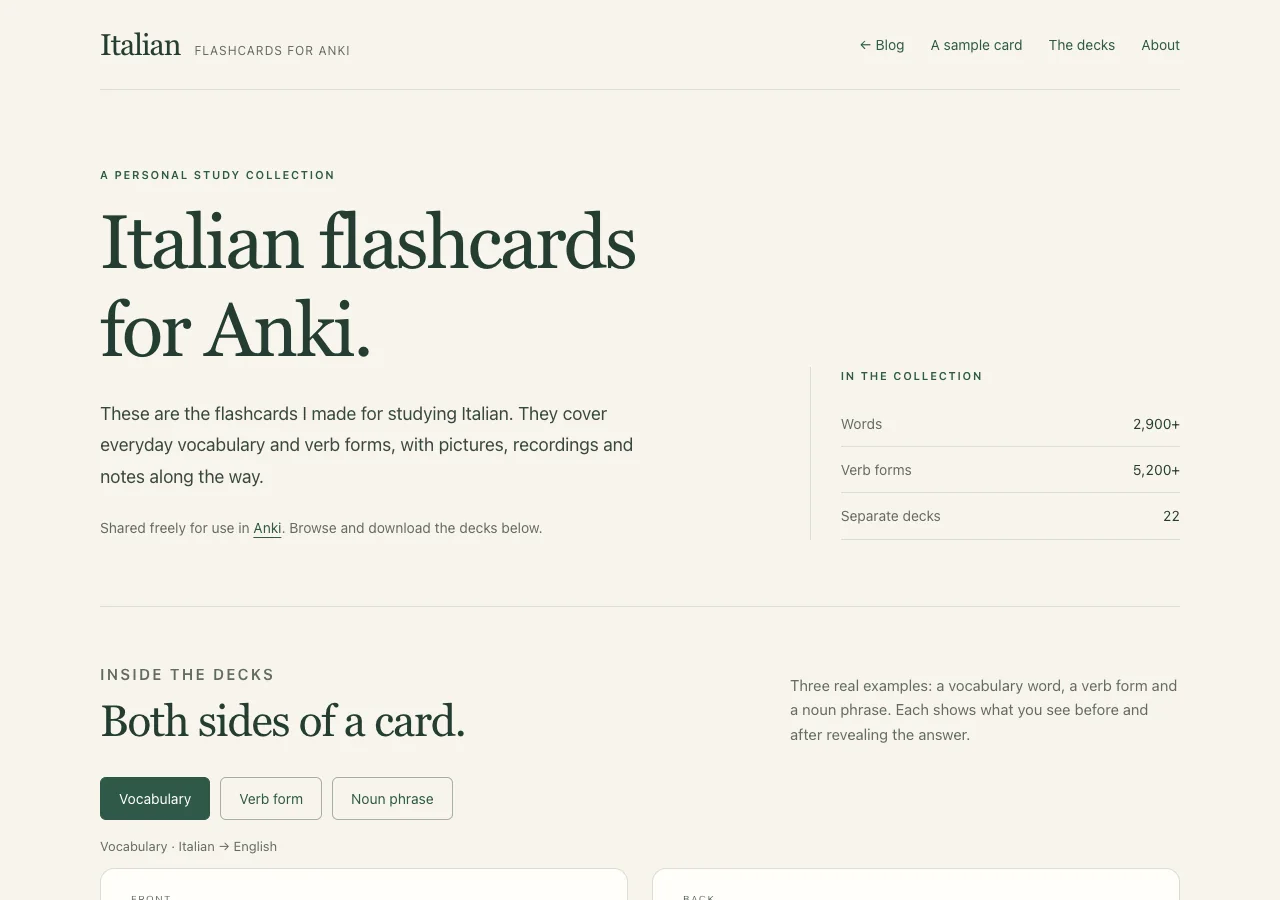 Italian FLASHCARDS FOR ANKI
← Blog A sample card The decks About
A PERSONAL STUDY COLLECTION
Italian flashcards
for Anki.
These are the flashcards I made for studying Italian. They cover
everyday vocabulary and verb forms, with pictures, recordings and
notes along the way.
Shared freely for use in Anki. Browse and download the decks below.
IN THE COLLECTION
Words 2,900+
Verb forms 5,200+
Separate decks 22
INSIDE THE DECKS
Both sides of a card.
Three real examples: a vocabulary word, a verb form and
a noun phrase. Each shows what you see before and
after revealing the answer.
Vocabulary Verb form Noun phrase
Vocabulary · Italian → English
FRONT
BACK